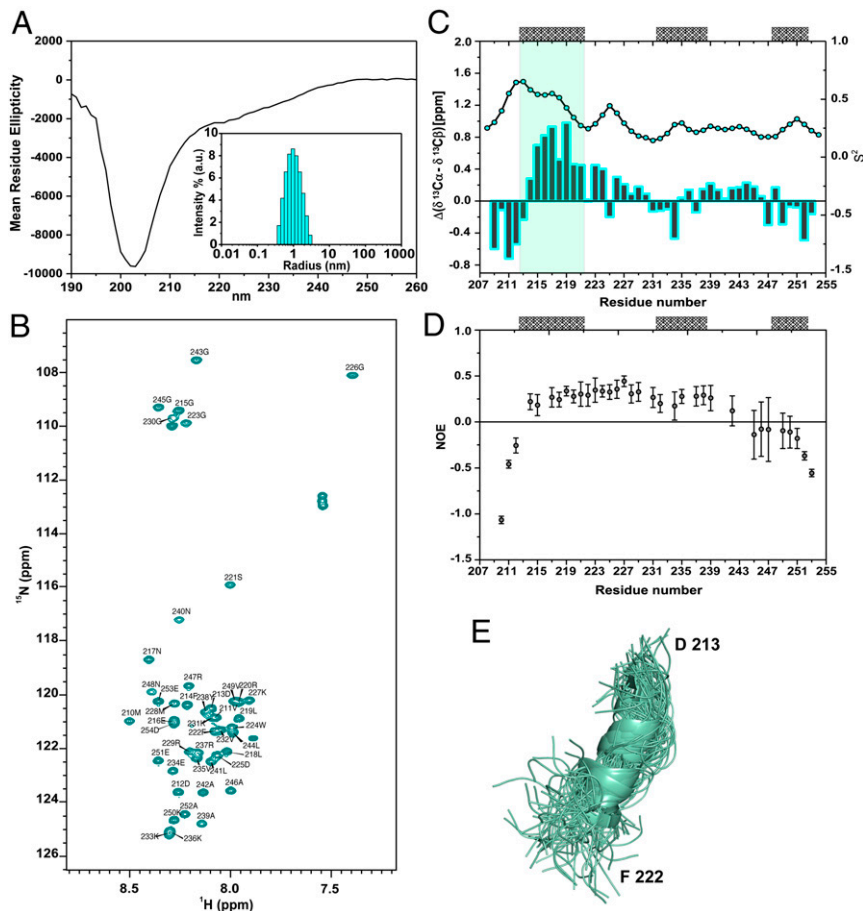 A
2000
0
-2000
-4000
-6000
-8000
-10000
Mean Residue Ellipticity
190 200 210 220 230 240 250 260
nm
10
8
6
4
2
0
Intensity % (a.u.)
0.01 0.1 1 10 100 1000
Radius (nm)
B
108
110
112
114
116
118
120
122
124
126
15N (ppm)
8.5 8.0 7.5
1H (ppm)
243G
226G
245G
215G
230G
223G
221S
240N
217N
248N
247R
253E
249V
220R
238Y
213D
227K
228M
214F
210M
211V
216E
231K
219L
254D
222F
224W
232V
244L
229R
237R
218L
251E
235V
241L
225D
234E
212D
242A
246A
252A
250K
239A
233K
236K
C
2.0
1.6
1.2
0.8
0.4
0.0
-0.4
-0.8
Δ(δ 13Cα- δ 13Cβ)[ppm]
1.0
0.5
0.0
-0.5
-1.0
-1.5
S2
207 211 215 219 223 227 231 235 239 243 247 251 255
Residue number
D
1.0
0.5
0.0
-0.5
-1.0
-1.5
NOE
207 211 215 219 223 227 231 235 239 243 247 251 255
Residue number
E
D 213
F 222